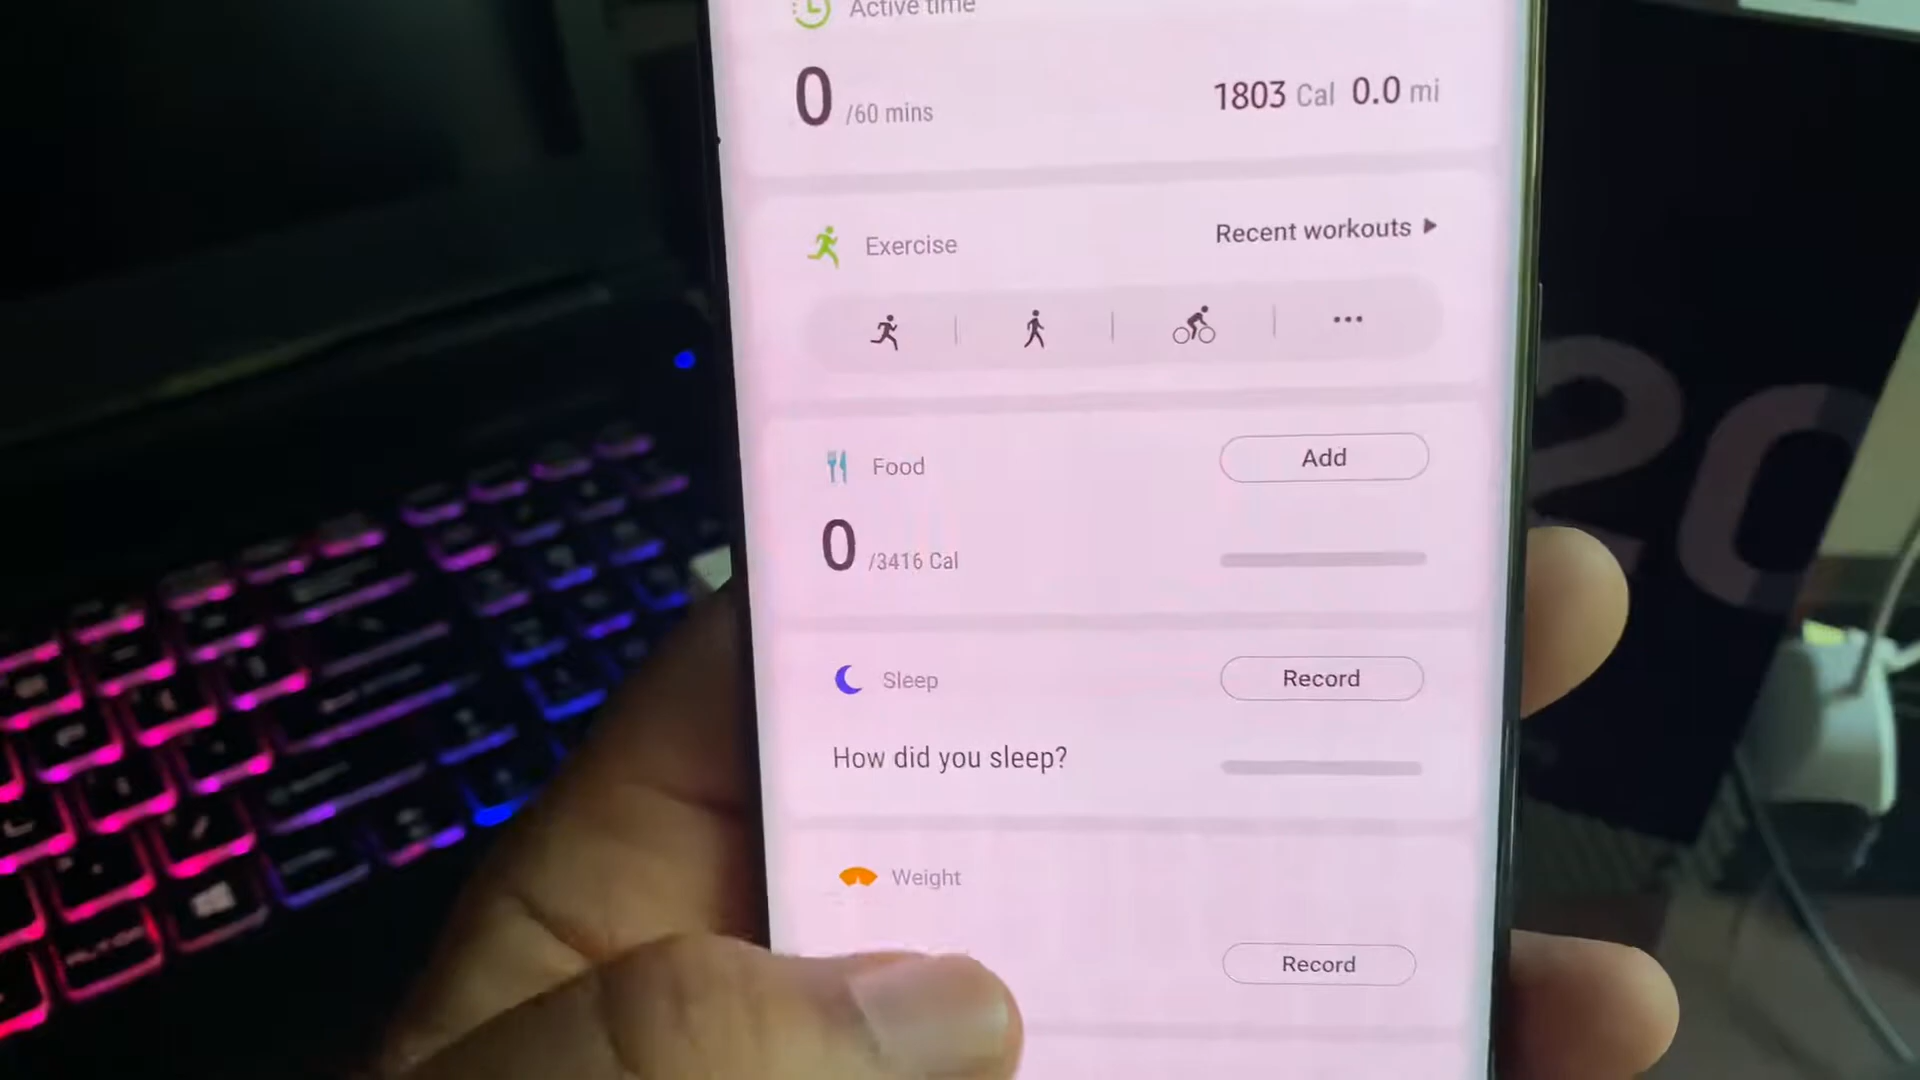 Active time
0 /60 mins
1803 Cal 0.0 mi
Exercise
Recent workouts
Food
Add
0 /3416 Cal
Sleep
Record
How did you sleep?
Weight
Record
20